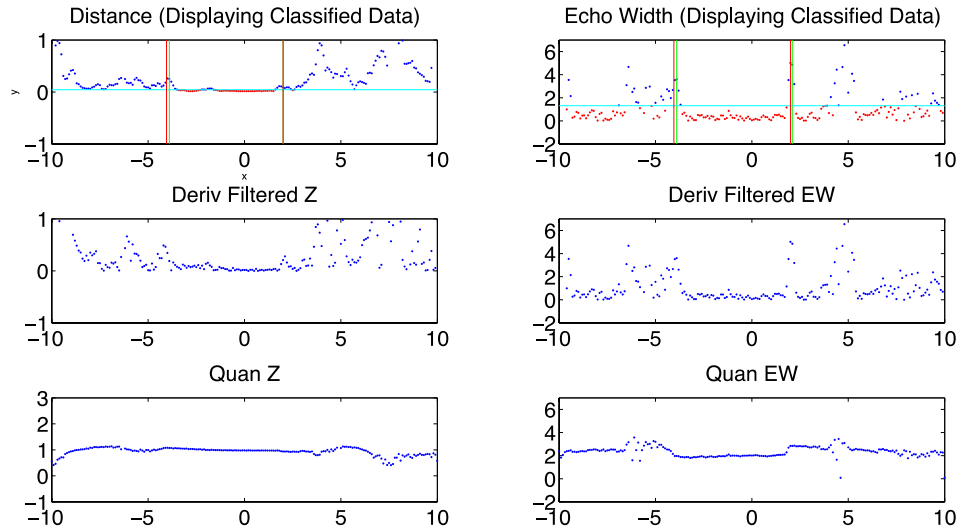 Distance (Displaying Classified Data)
1
0
−1
y
−10 −5 0 5 10
x
Echo Width (Displaying Classified Data)
6
4
2
0
−2
−10 −5 0 5 10
Deriv Filtered Z
1
0
−1
−10 −5 0 5 10
Deriv Filtered EW
6
4
2
0
−2
−10 −5 0 5 10
Quan Z
3
2
1
0
−1
−10 −5 0 5 10
Quan EW
6
4
2
0
−2
−10 −5 0 5 10